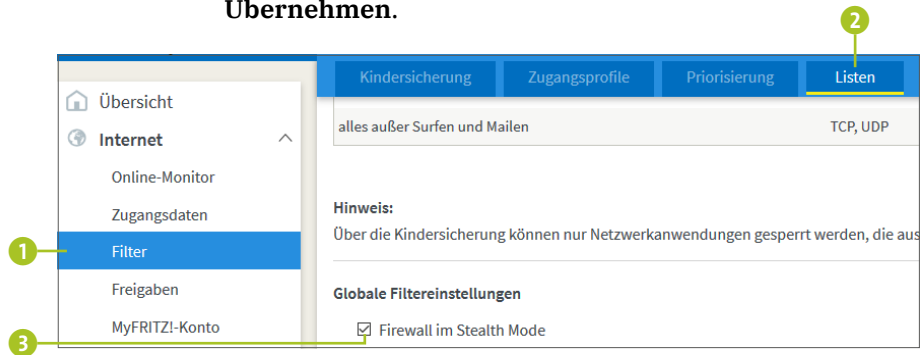 Übernehmen.
2
Kindersicherung Zugangsprofile Priorisierung Listen
Übersicht
alles außer Surfen und Mailen TCP, UDP
Internet
Online-Monitor
Zugangsdaten
Hinweis:
Über die Kindersicherung können nur Netzwerkanwendungen gesperrt werden, die aus
1 Filter
Freigaben
Globale Filtereinstellungen
MyFRITZ!-Konto
Firewall im Stealth Mode
3